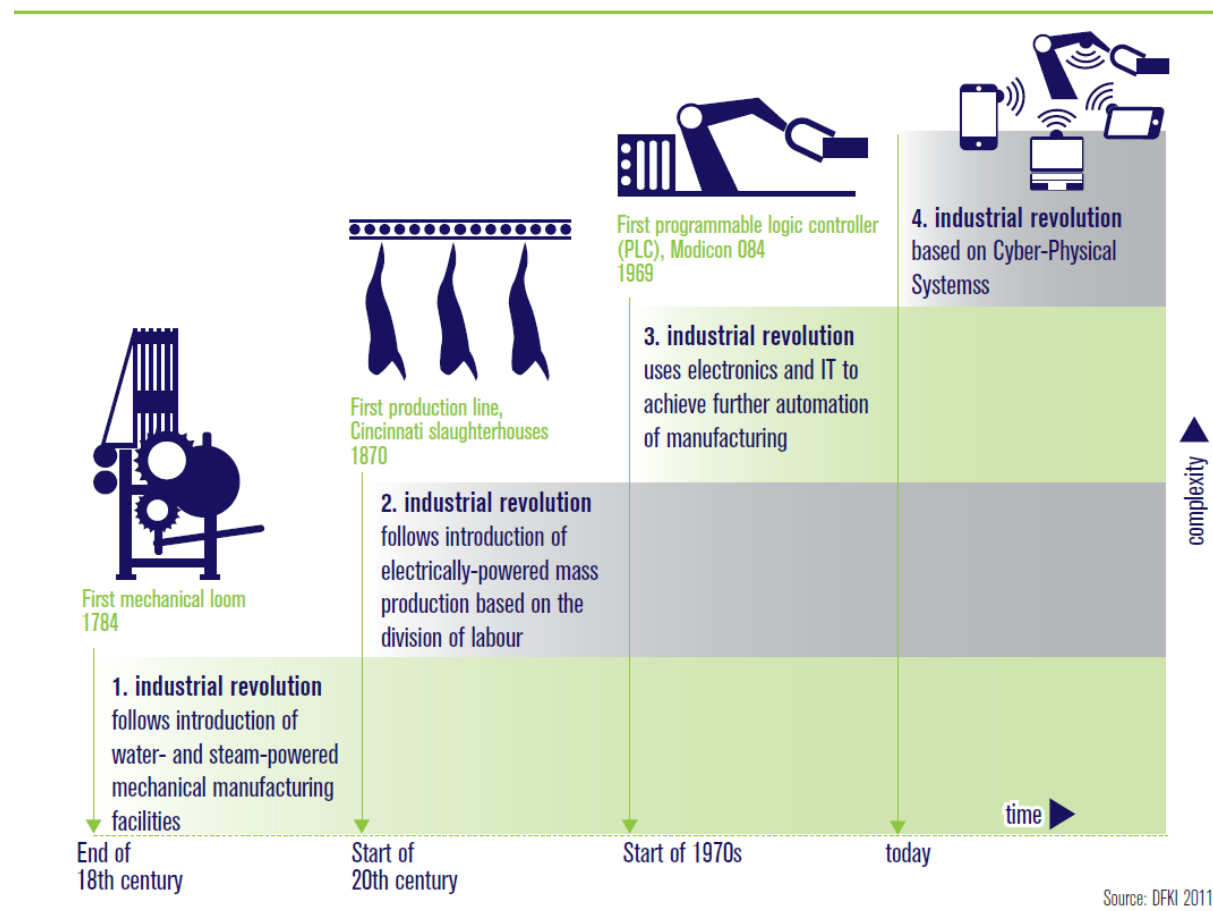 First mechanical loom
1784
First production line,
Cincinnati slaughterhouses
1870
First programmable logic controller
(PLC), Modicon 084
1969
1. industrial revolution
follows introduction of
water- and steam-powered
mechanical manufacturing
facilities
2. industrial revolution
follows introduction of
electrically-powered mass
production based on the
division of labour
3. industrial revolution
uses electronics and IT to
achieve further automation
of manufacturing
4. industrial revolution
based on Cyber-Physical
Systemss
complexity
time
End of
18th century
Start of
20th century
Start of 1970s
today
Source: DFKI 2011